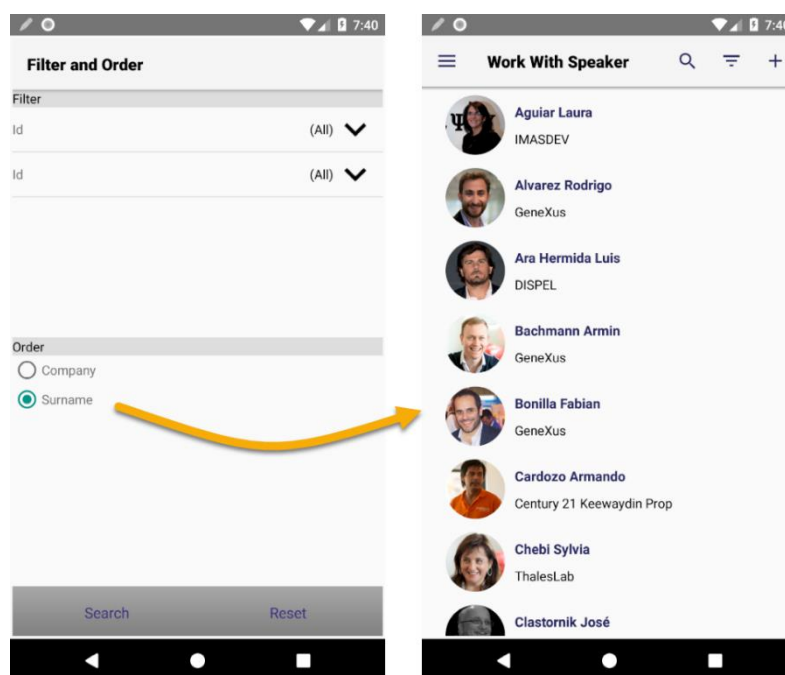 7:40
Filter and Order
Filter
Id (All)
Id (All)
Order
Company
Surname
Search Reset
7:40
Work With Speaker
Aguiar Laura
IMASDEV
Alvarez Rodrigo
GeneXus
Ara Hermida Luis
DISPEL
Bachmann Armin
GeneXus
Bonilla Fabian
GeneXus
Cardozo Armando
Century 21 Keewaydin Prop
Chebi Sylvia
ThalesLab
Clastornik José